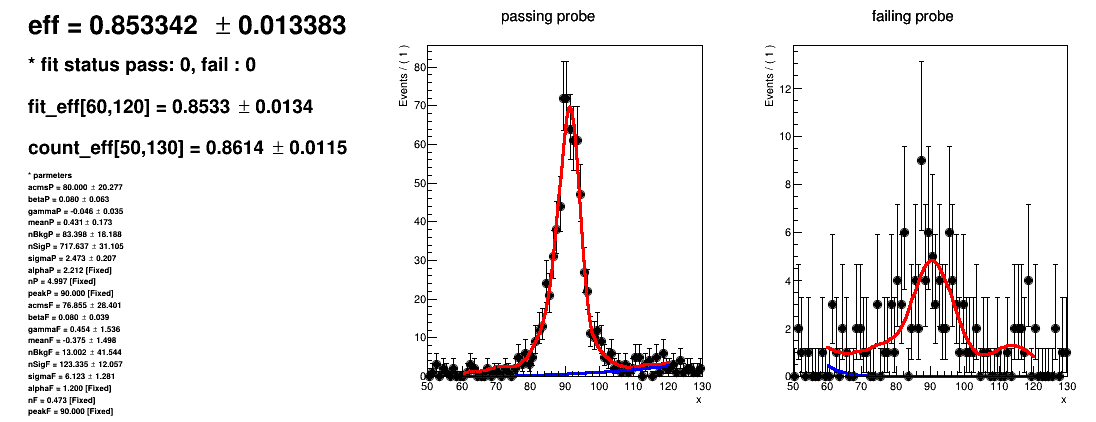 eff = 0.853342 ± 0.013383
* fit status pass: 0, fail : 0
fit_eff[60,120] = 0.8533 ± 0.0134
count_eff[50,130] = 0.8614 ± 0.0115
* parmeters
acmsP = 80.000 ± 20.277
betaP = 0.080 ± 0.063
gammaP = -0.046 ± 0.035
meanP = 0.431 ± 0.173
nBkgP = 83.398 ± 18.188
nSigP = 717.637 ± 31.105
sigmaP = 2.473 ± 0.207
alphaP = 2.212 [Fixed]
nP = 4.997 [Fixed]
peakP = 90.000 [Fixed]
acmsF = 76.855 ± 28.401
betaF = 0.080 ± 0.039
gammaF = 0.454 ± 1.536
meanF = -0.375 ± 1.498
nBkgF = 13.002 ± 41.544
nSigF = 123.335 ± 12.057
sigmaF = 6.123 ± 1.281
alphaF = 1.200 [Fixed]
nF = 0.473 [Fixed]
peakF = 90.000 [Fixed]
passing probe
Events / ( 1 )
80
70
60
50
40
30
20
10
0
50 60 70 80 90 100 110 120 130
x
failing probe
Events / ( 1 )
12
10
8
6
4
2
0
50 60 70 80 90 100 110 120 130
x